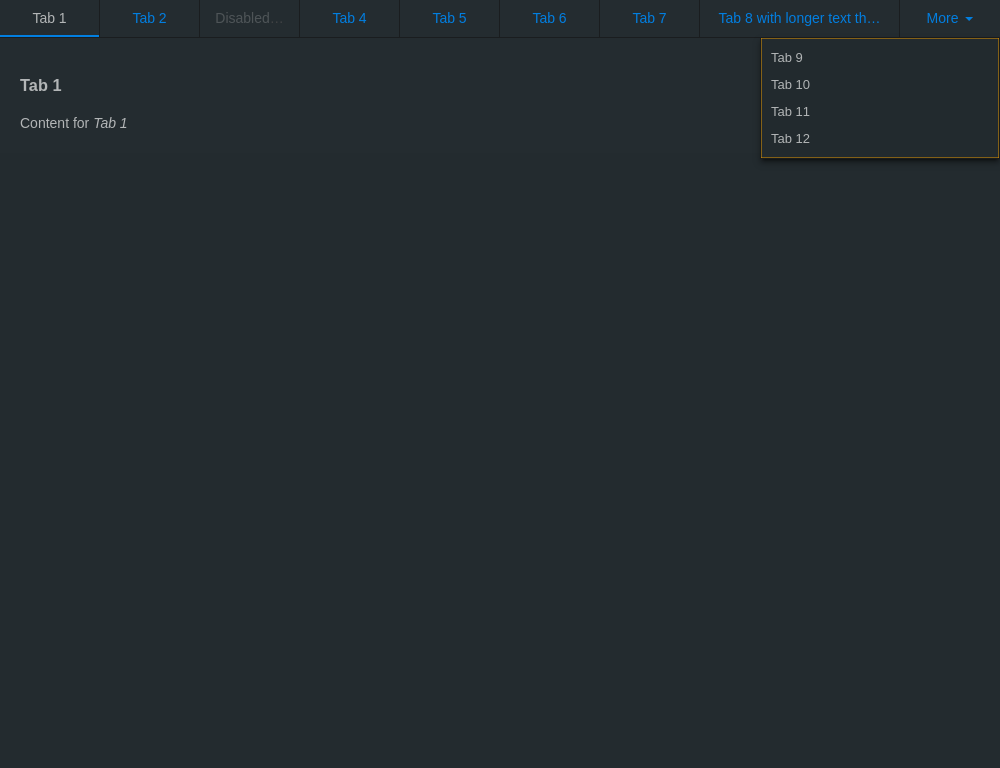 Tab 1 Tab 2 Disabled… Tab 4 Tab 5 Tab 6 Tab 7 Tab 8 with longer text th… More
Tab 9
Tab 10
Tab 11
Tab 12
Tab 1
Content for Tab 1